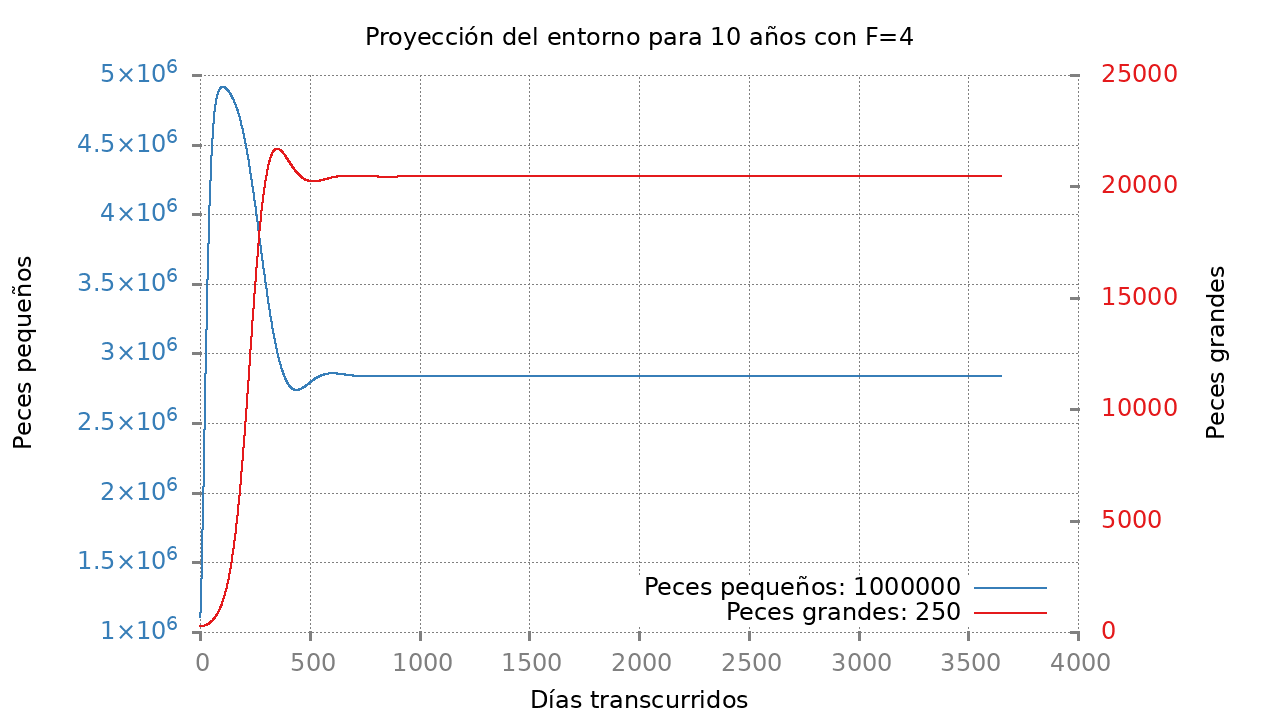 Proyección del entorno para 10 años con F=4
5×10⁶
4.5×10⁶
4×10⁶
3.5×10⁶
3×10⁶
2.5×10⁶
2×10⁶
1.5×10⁶
1×10⁶
Peces pequeños
25000
20000
15000
10000
5000
0
Peces grandes
Peces pequeños: 1000000
Peces grandes: 250
0 500 1000 1500 2000 2500 3000 3500 4000
Días transcurridos